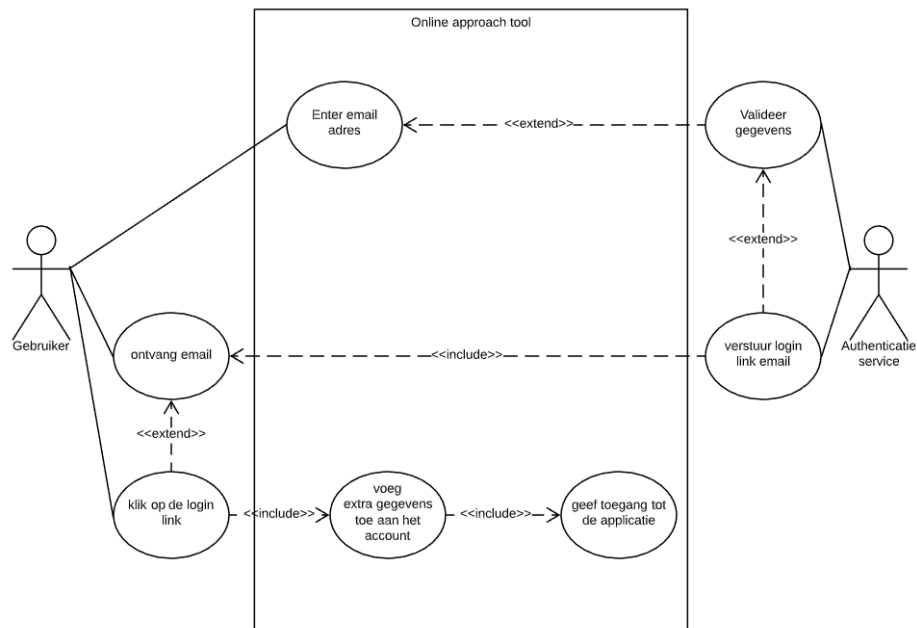 Online approach tool
Enter email
adres
<<extend>>
Valideer
gegevens
<<extend>>
Gebruiker
ontvang email
<<include>>
verstuur login
link email
Authenticatie
service
<<extend>>
klik op de login
link
<<include>>
voeg
extra gegevens
toe aan het
account
<<include>>
geef toegang tot
de applicatie